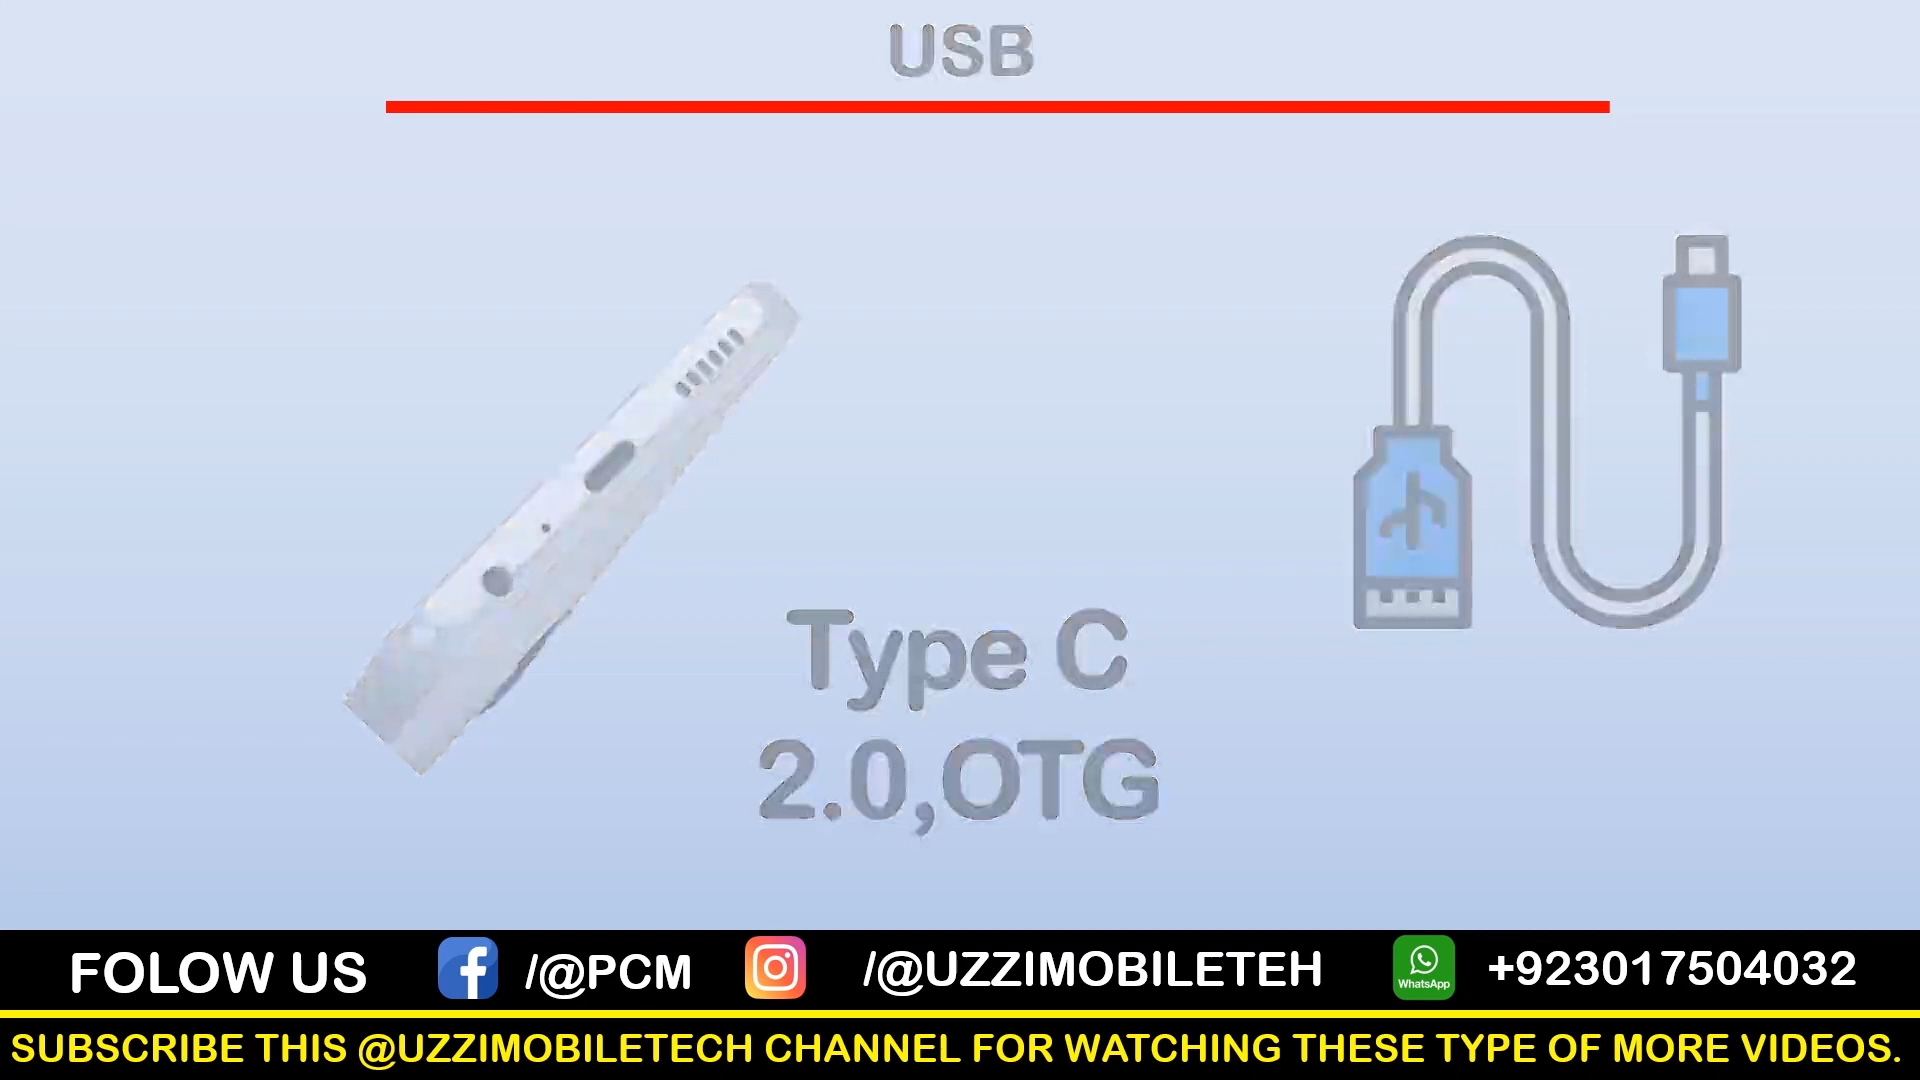 USB
Type C
2.0,OTG
FOLOW US /@PCM /@UZZIMOBILETEH WhatsApp +923017504032
SUBSCRIBE THIS @UZZIMOBILETECH CHANNEL FOR WATCHING THESE TYPE OF MORE VIDEOS.